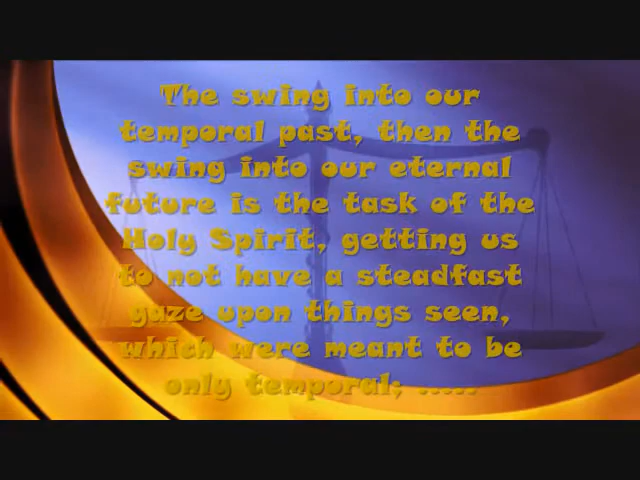 The swing into our
temporal past, then the
swing into our eternal
future is the task of the
Holy Spirit, getting us
to not have a steadfast
gaze upon things seen,
which were meant to be
only temporal; .....